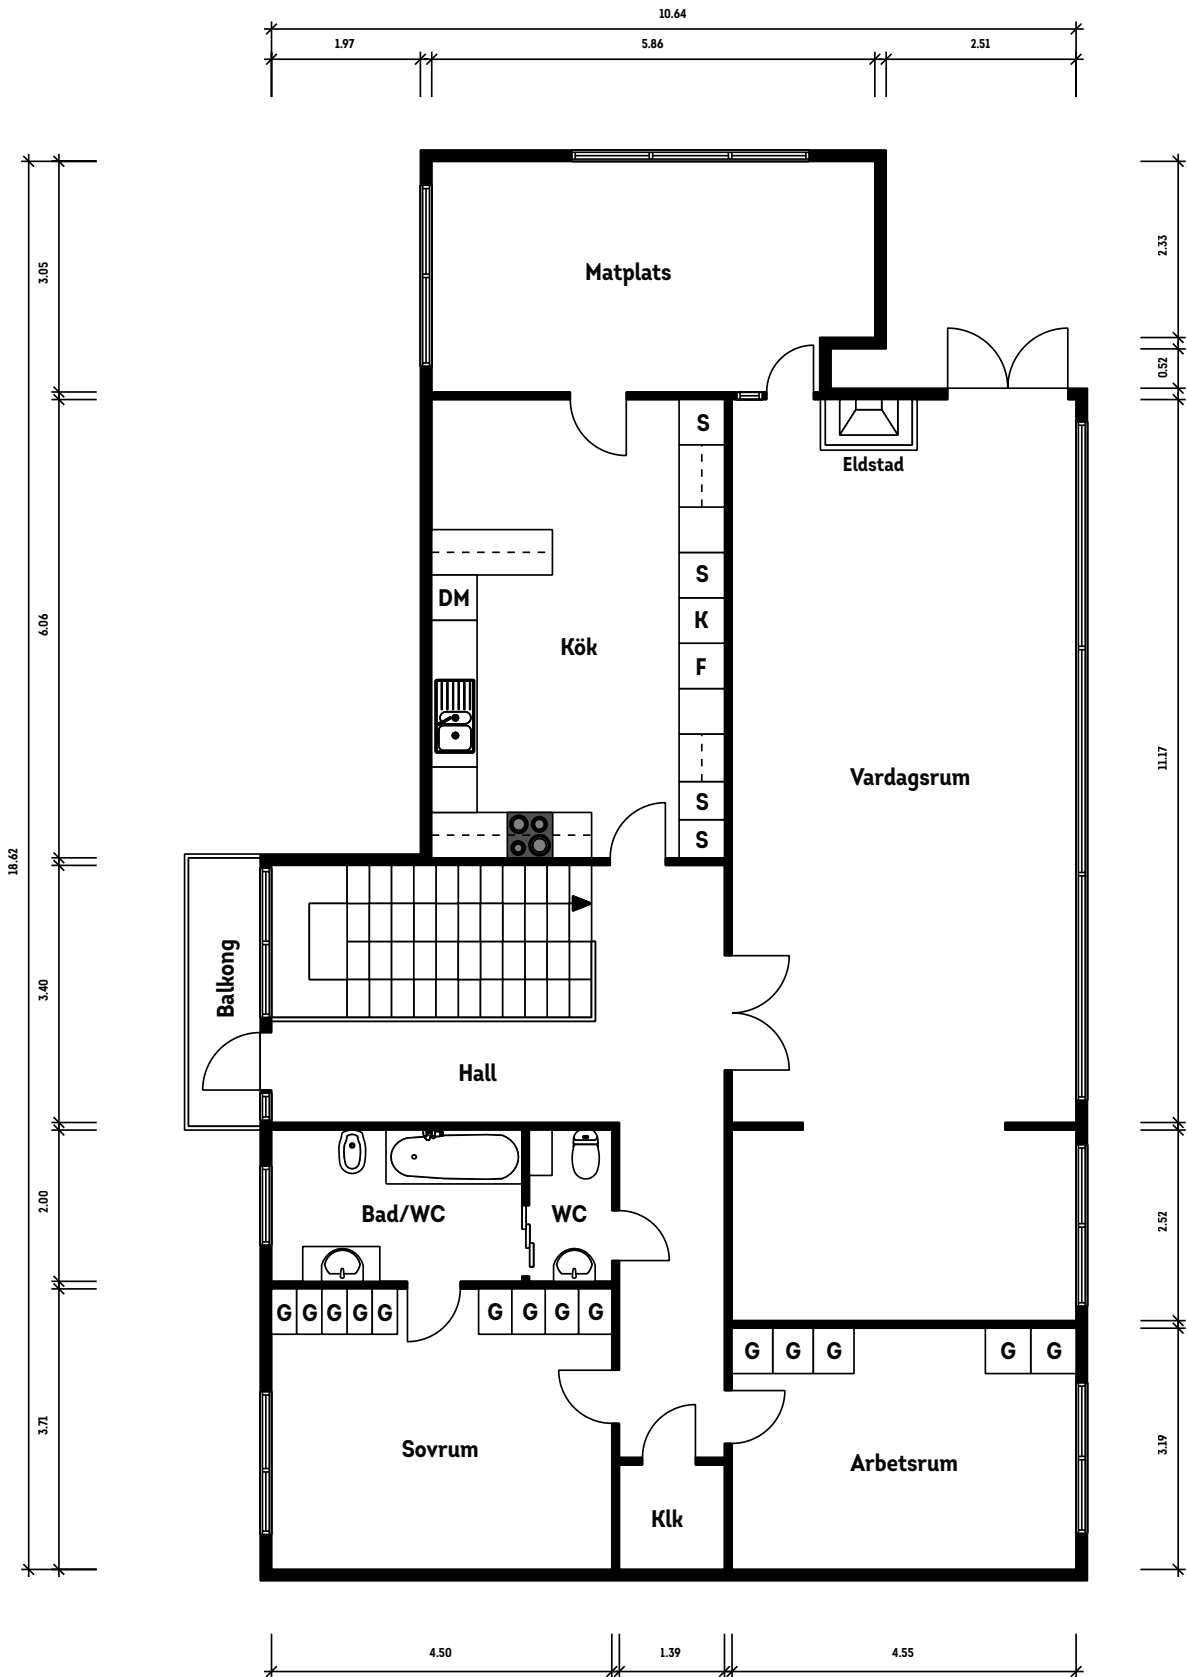 10.64
1.97
5.86
2.51
3.05
6.06
18.62
3.40
2.00
3.71
2.33
0.52
11.17
2.52
3.19
Matplats
S
Eldstad
S
DM
K
Kök
F
Vardagsrum
S
S
Balkong
Hall
Bad/WC
WC
G G G G G
G G G G
G G G
G G
Sovrum
Arbetsrum
Klk
4.50
1.39
4.55